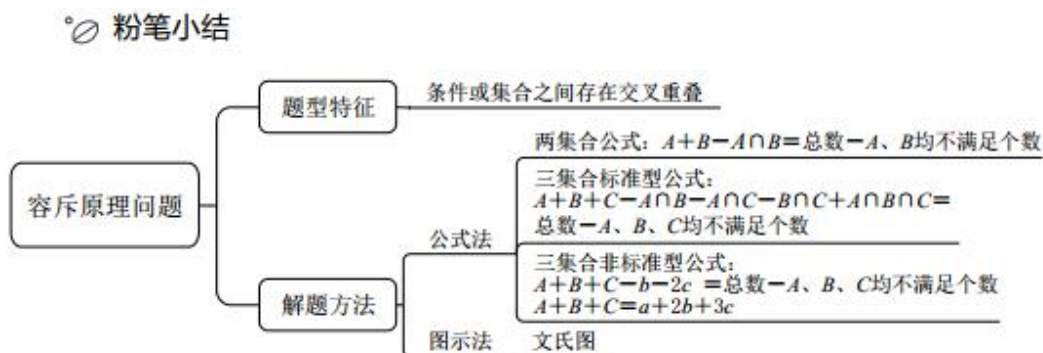 粉笔小结
题型特征
条件或集合之间存在交叉重叠
两集合公式：A+B−A∩B=总数−A、B均不满足个数
三集合标准型公式：
A+B+C−A∩B−A∩C−B∩C+A∩B∩C=
总数−A、B、C均不满足个数
容斥原理问题
公式法
三集合非标准型公式：
A+B+C−b−2c =总数−A、B、C均不满足个数
A+B+C=a+2b+3c
解题方法
图示法
文氏图